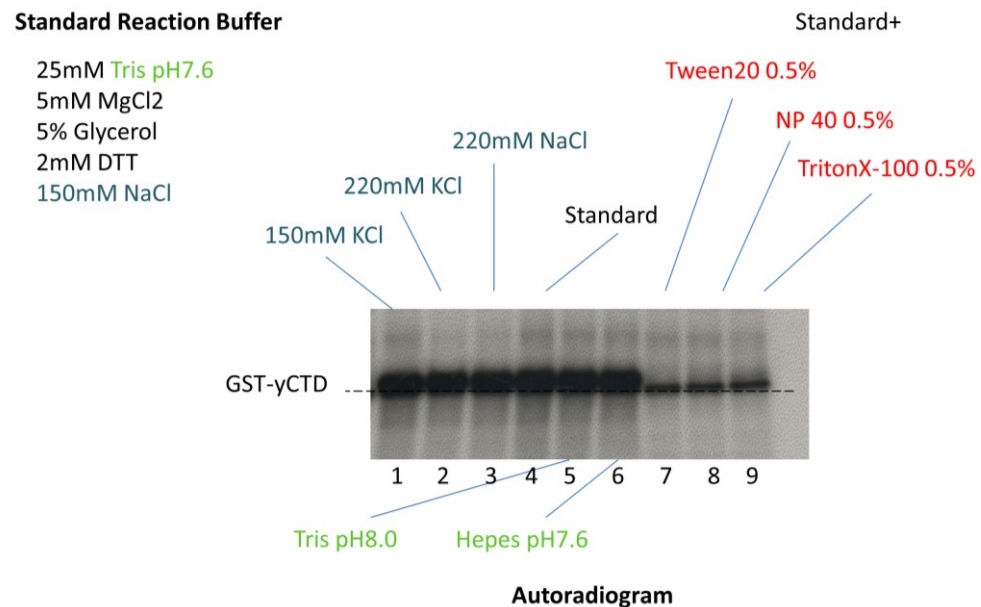 Standard Reaction Buffer
25mM Tris pH7.6
5mM MgCl2
5% Glycerol
2mM DTT
150mM NaCl
Standard+
Tween20 0.5%
NP 40 0.5%
TritonX-100 0.5%
220mM NaCl
220mM KCl
Standard
150mM KCl
GST-yCTD
1 2 3 4 5 6 7 8 9
Tris pH8.0 Hepes pH7.6
Autoradiogram